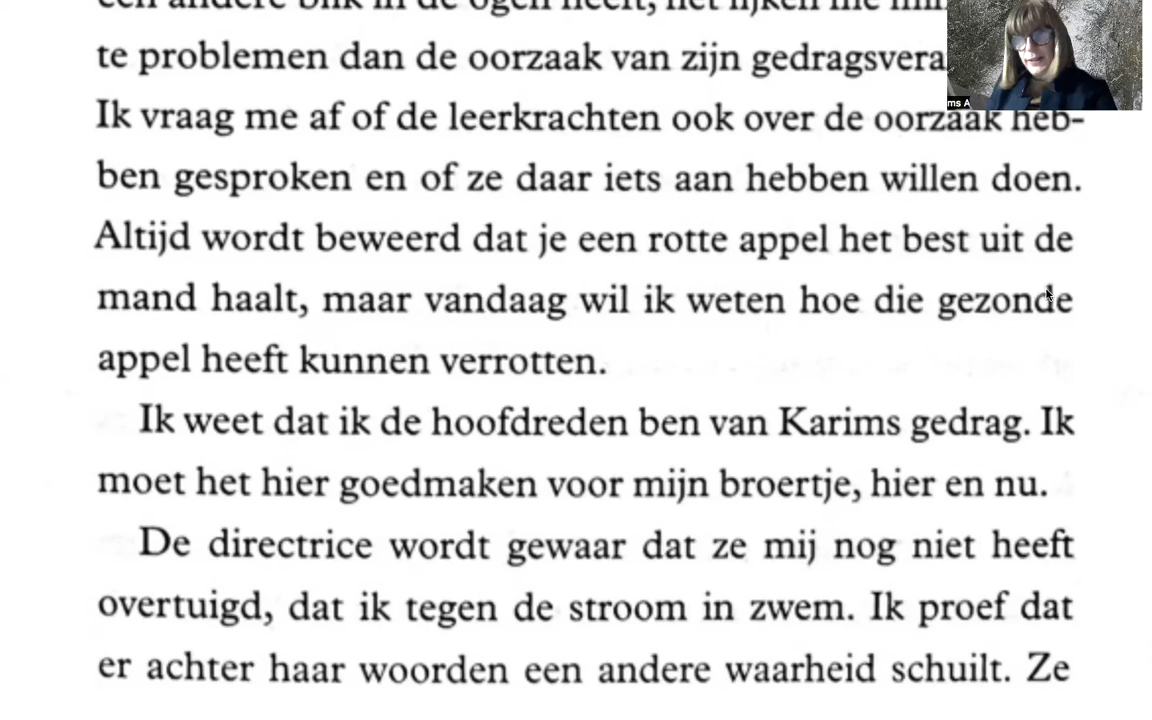 te problemen dan de oorzaak van zijn gedragsvera
ms A
Ik vraag me af of de leerkrachten ook over de oorzaak heb-
ben gesproken en of ze daar iets aan hebben willen doen.
Altijd wordt beweerd dat je een rotte appel het best uit de
mand haalt, maar vandaag wil ik weten hoe die gezonde
appel heeft kunnen verrotten.
Ik weet dat ik de hoofdreden ben van Karims gedrag. Ik
moet het hier goedmaken voor mijn broertje, hier en nu.
De directrice wordt gewaar dat ze mij nog niet heeft
overtuigd, dat ik tegen de stroom in zwem. Ik proef dat
er achter haar woorden een andere waarheid schuilt. Ze